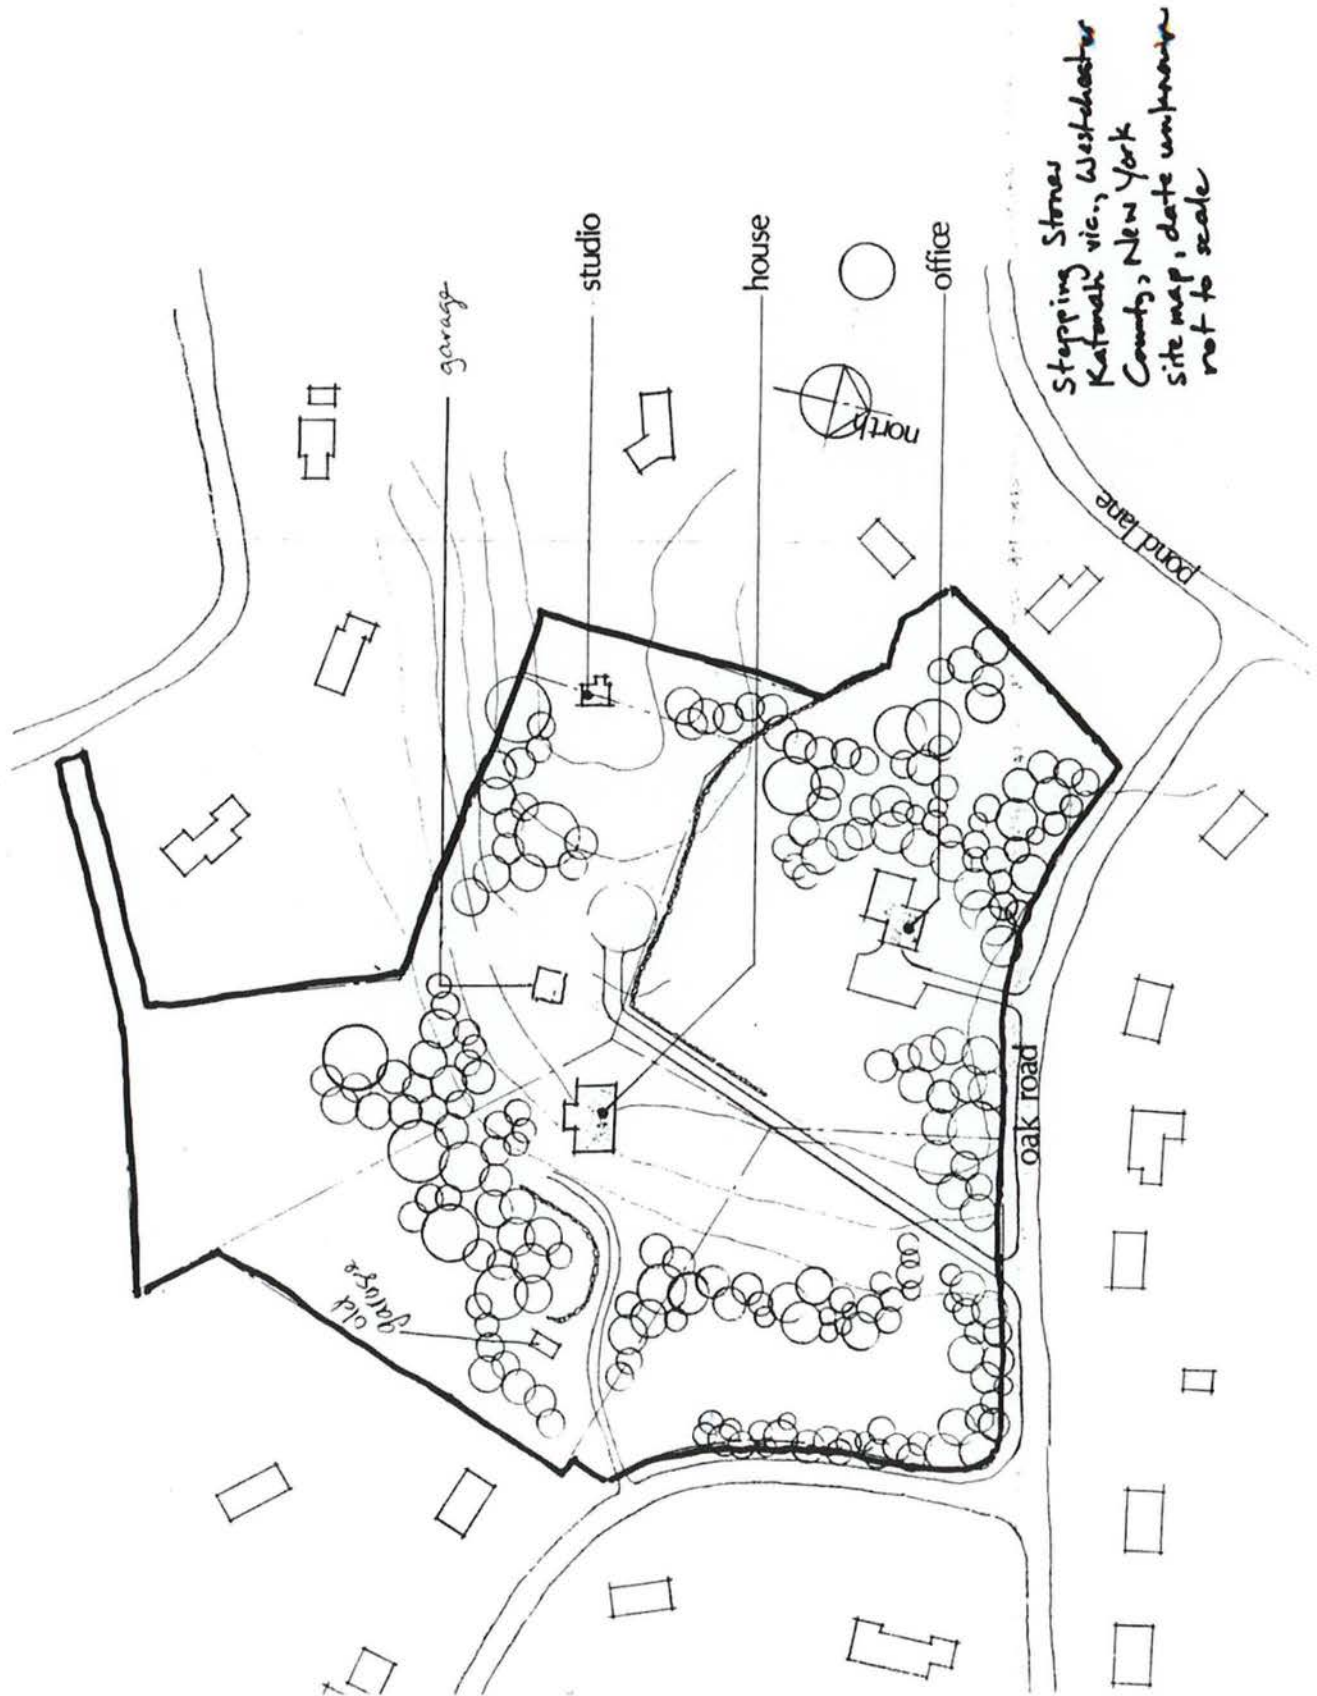 garage
studio
house
office
north
pond lane
oak road
old
garage
Stepping Stones
Katonah vic., Westchester
County, New York
site map, date unknown
not to scale